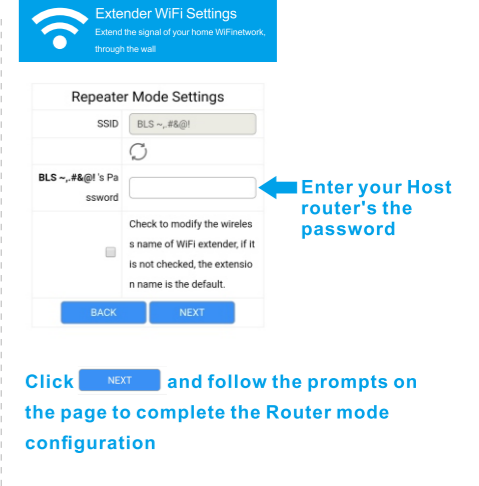 Extender WiFi Settings
Extend the signal of your home WiFinetwork,
through the wall
Repeater Mode Settings
SSID
BLS ~,.#&@!
BLS ~,.#&@! 's Pa
ssword
Enter your Host
router's the
password
Check to modify the wireles
s name of WiFi extender, if it
is not checked, the extensio
n name is the default.
BACK
NEXT
Click NEXT and follow the prompts on
the page to complete the Router mode
configuration